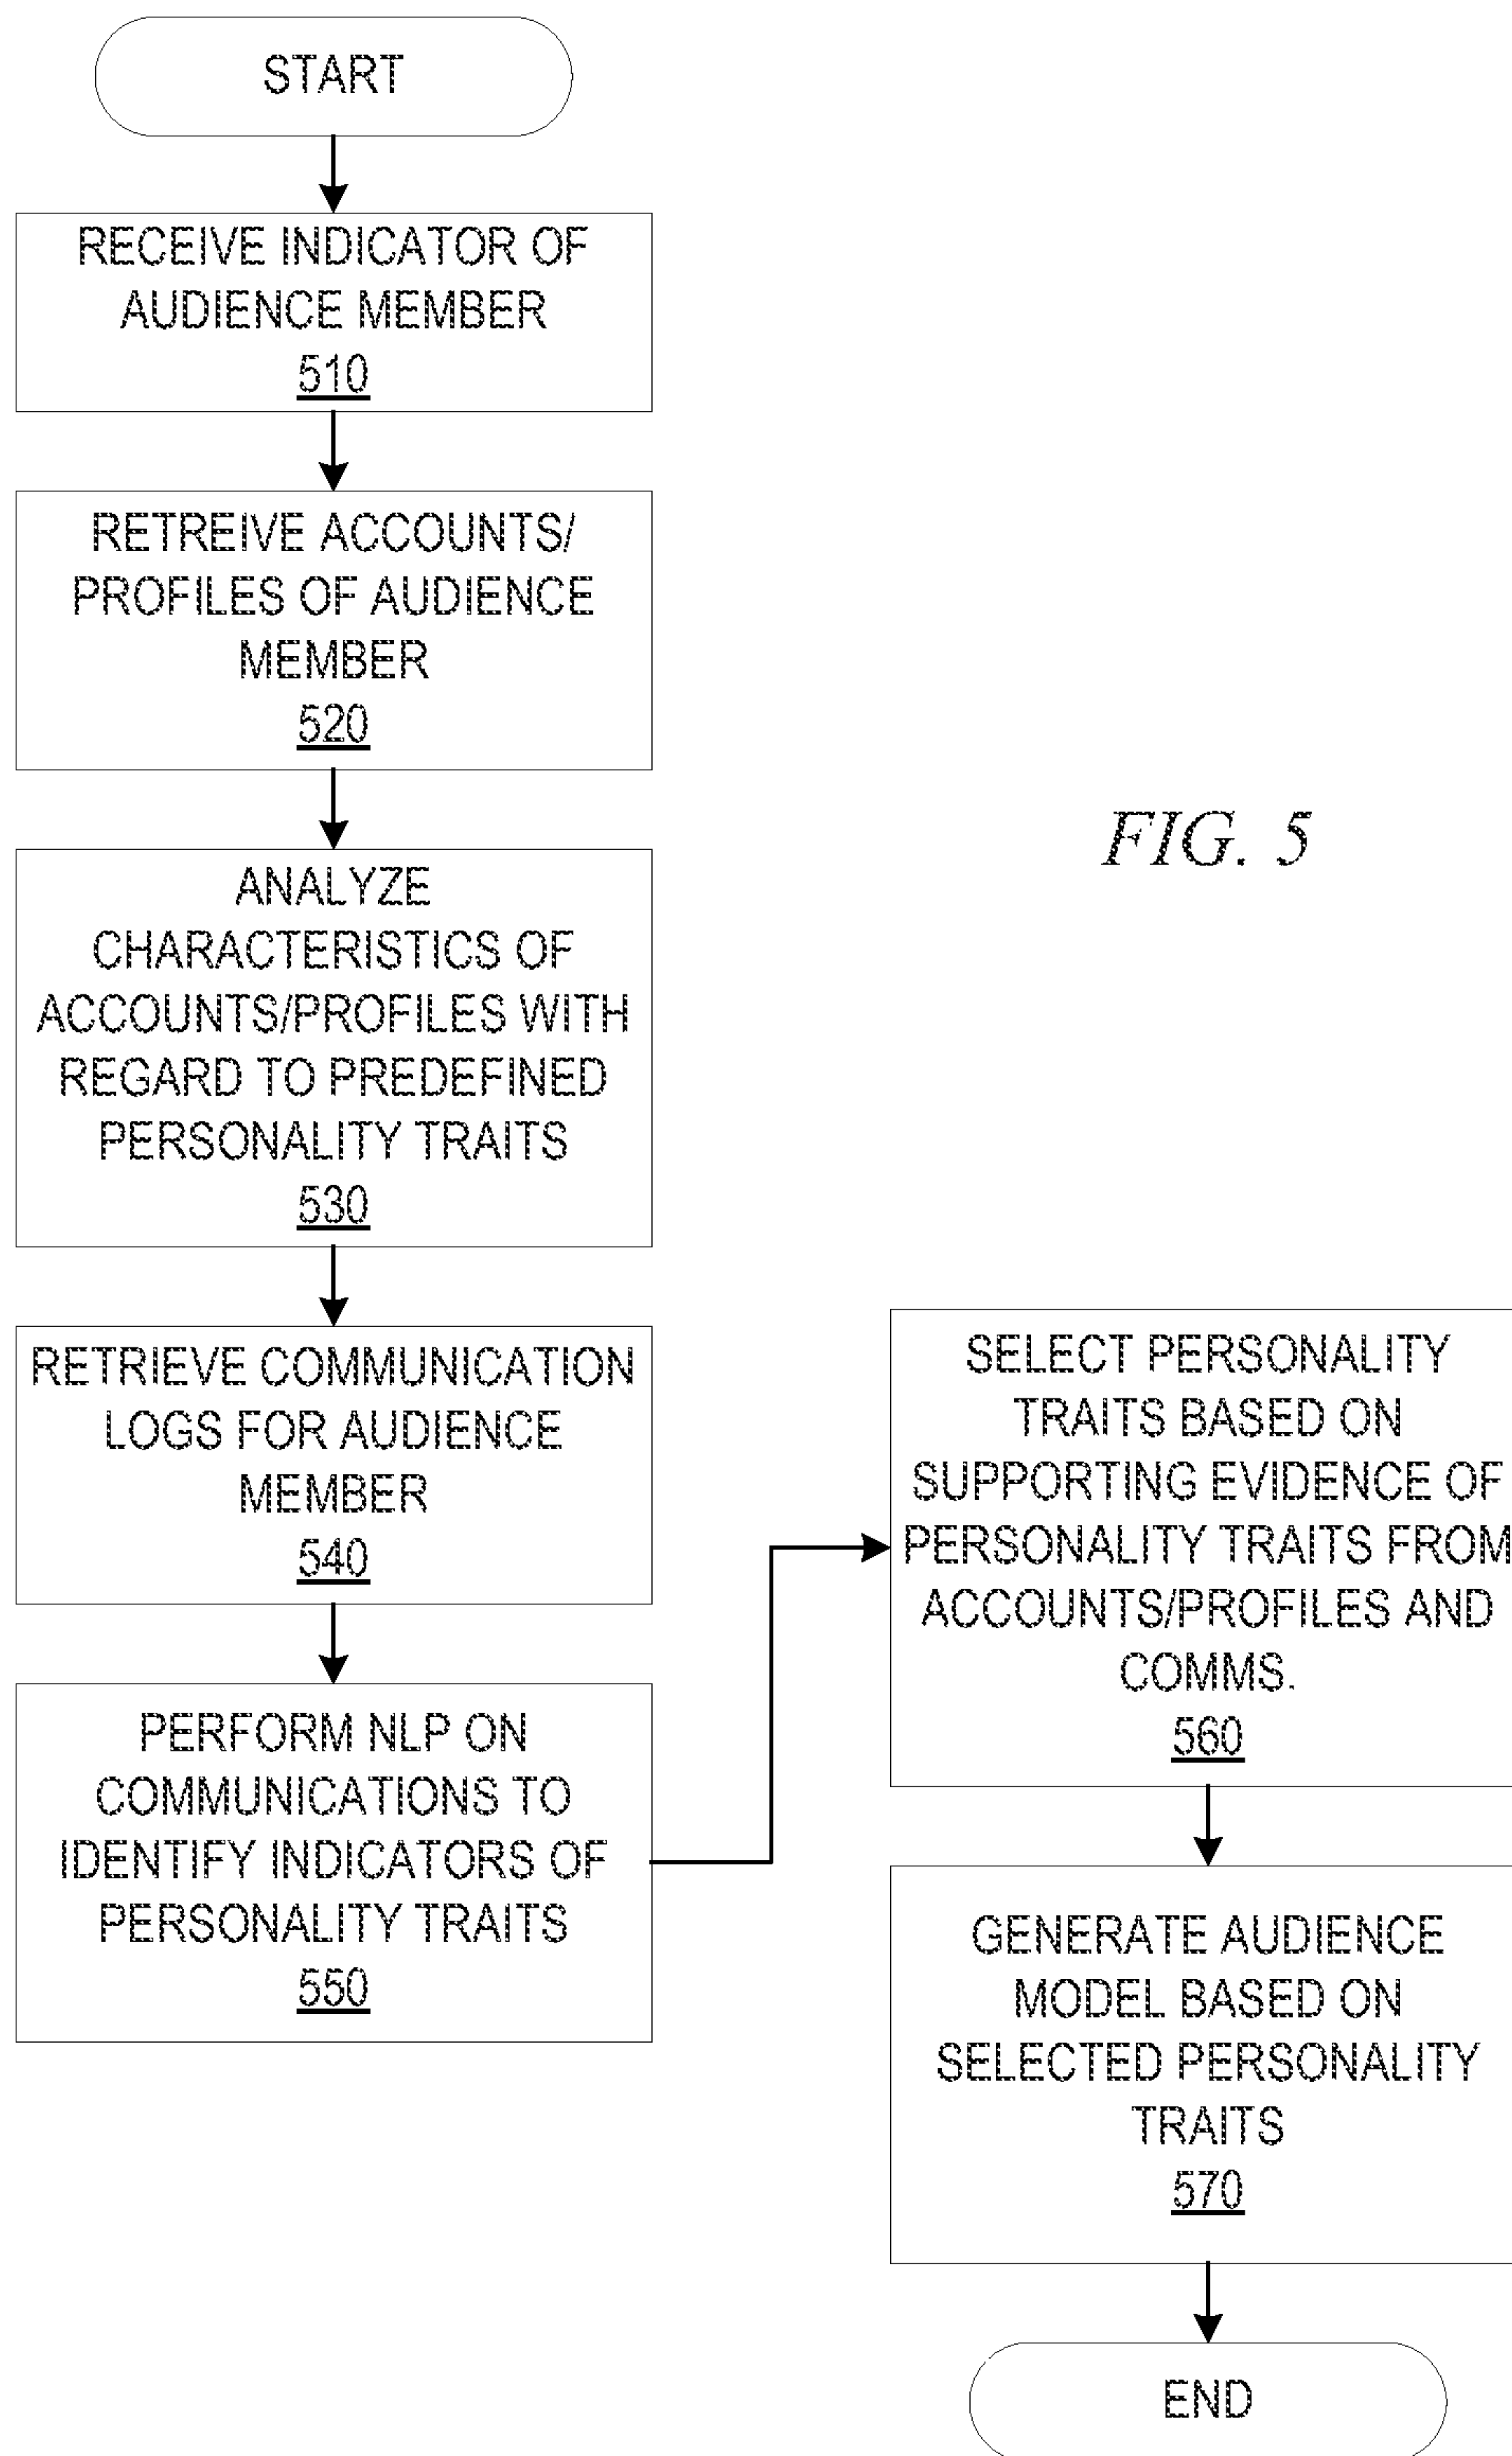 START
RECEIVE INDICATOR OF
AUDIENCE MEMBER
510
RETREIVE ACCOUNTS/
PROFILES OF AUDIENCE
MEMBER
520
ANALYZE
CHARACTERISTICS OF
ACCOUNTS/PROFILES WITH
REGARD TO PREDEFINED
PERSONALITY TRAITS
530
RETRIEVE COMMUNICATION
LOGS FOR AUDIENCE
MEMBER
540
PERFORM NLP ON
COMMUNICATIONS TO
IDENTIFY INDICATORS OF
PERSONALITY TRAITS
550
FIG. 5
SELECT PERSONALITY
TRAITS BASED ON
SUPPORTING EVIDENCE OF
PERSONALITY TRAITS FROM
ACCOUNTS/PROFILES AND
COMMS.
560
GENERATE AUDIENCE
MODEL BASED ON
SELECTED PERSONALITY
TRAITS
570
END